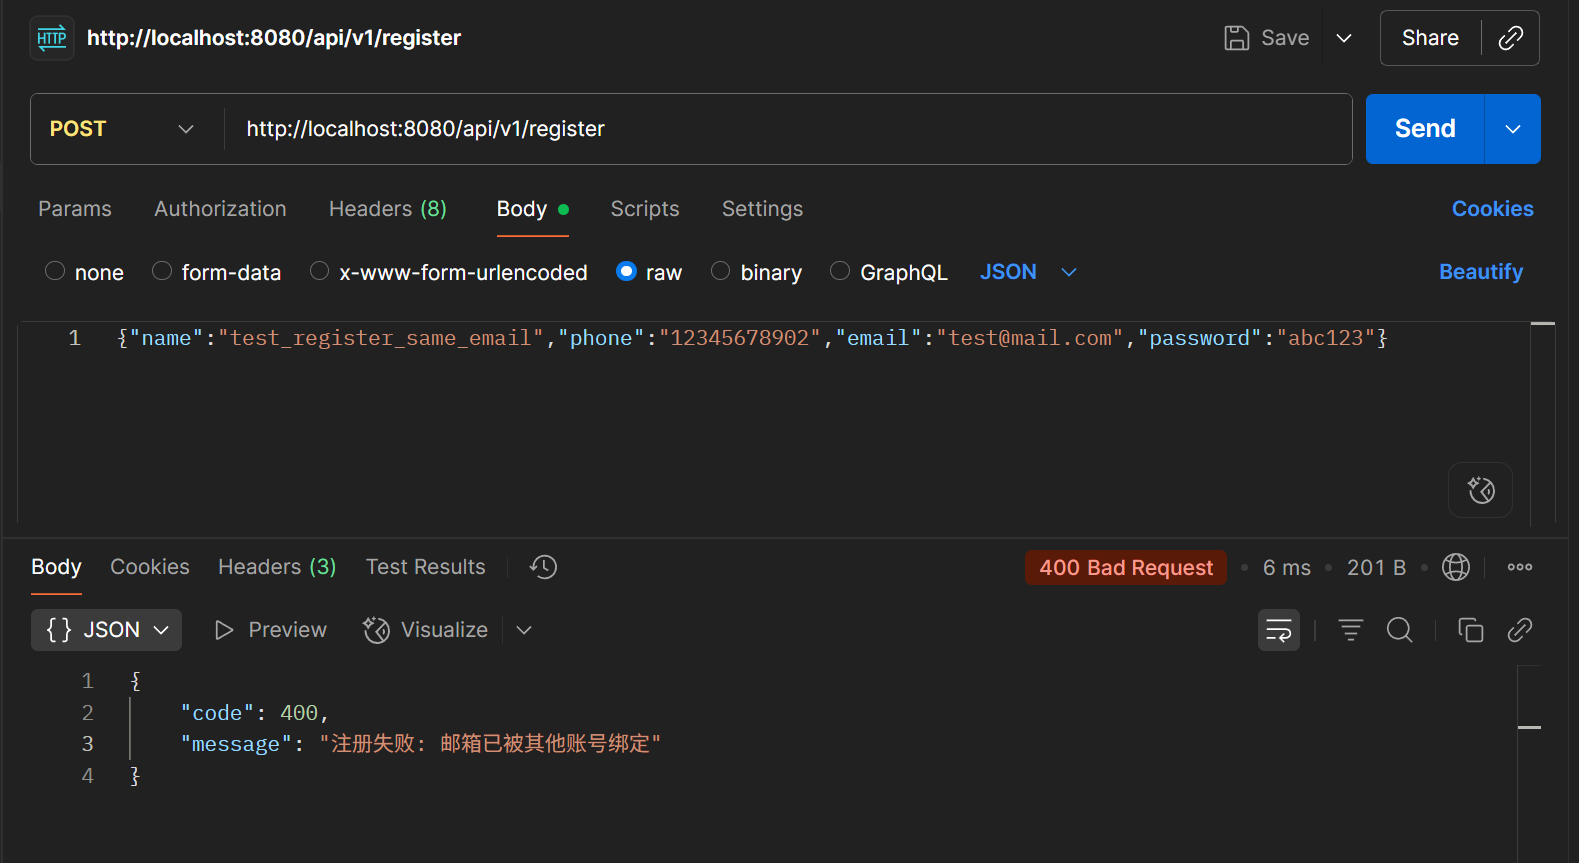 HTTP http://localhost:8080/api/v1/register Save Share
POST http://localhost:8080/api/v1/register Send
Params Authorization Headers (8) Body Scripts Settings Cookies
none form-data x-www-form-urlencoded raw binary GraphQL JSON Beautify
1 {"name":"test_register_same_email","phone":"12345678902","email":"test@mail.com","password":"abc123"}
Body Cookies Headers (3) Test Results 400 Bad Request • 6 ms • 201 B •
{} JSON Preview Visualize
1 {
2 "code": 400,
3 "message": "注册失败: 邮箱已被其他账号绑定"
4 }